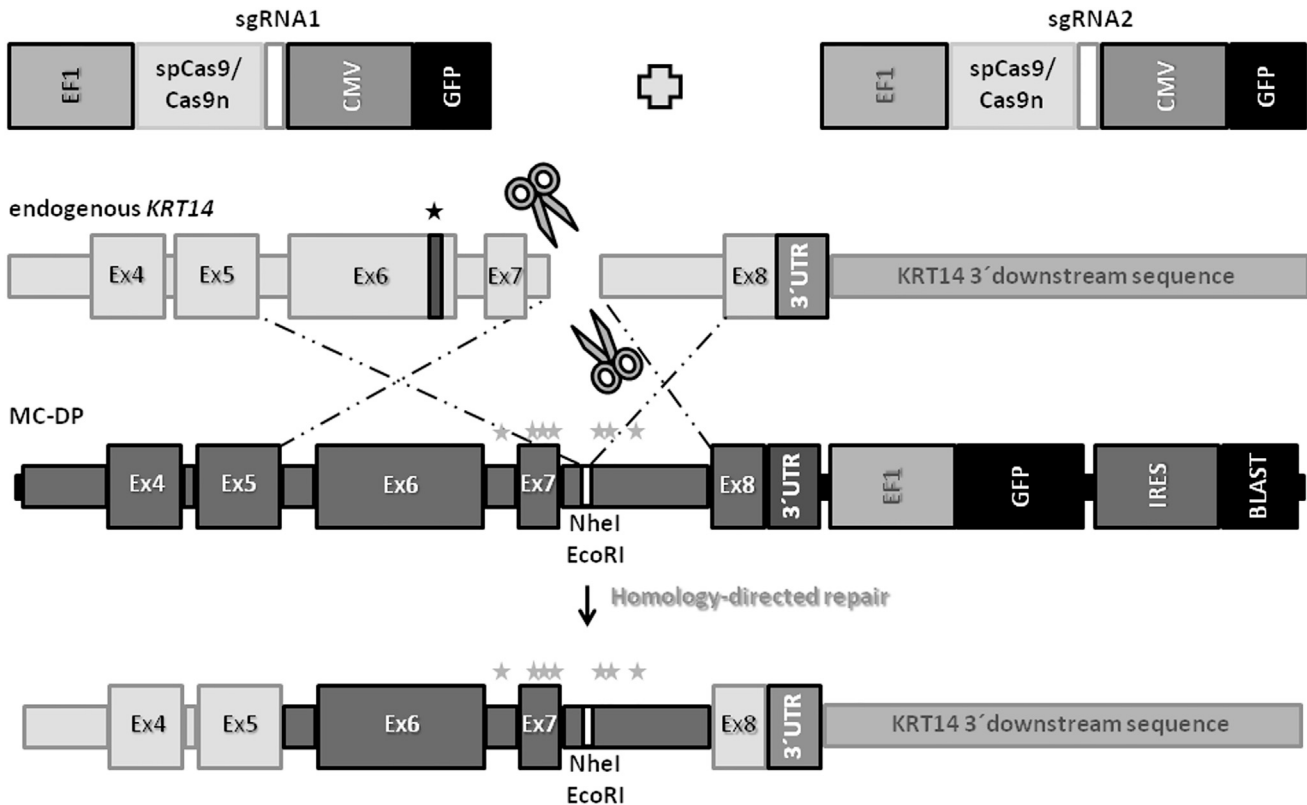 sgRNA1
sgRNA2
EF1
spCas9/
Cas9n
CMV
GFP
EF1
spCas9/
Cas9n
CMV
GFP
endogenous KRT14
Ex4
Ex5
Ex6
Ex7
Ex8
3´UTR
KRT14 3´downstream sequence
MC-DP
Ex4
Ex5
Ex6
Ex7
Ex8
3´UTR
EF1
GFP
IRES
BLAST
NheI
EcoRI
Homology-directed repair
Ex4
Ex5
Ex6
Ex7
Ex8
3´UTR
KRT14 3´downstream sequence
NheI
EcoRI